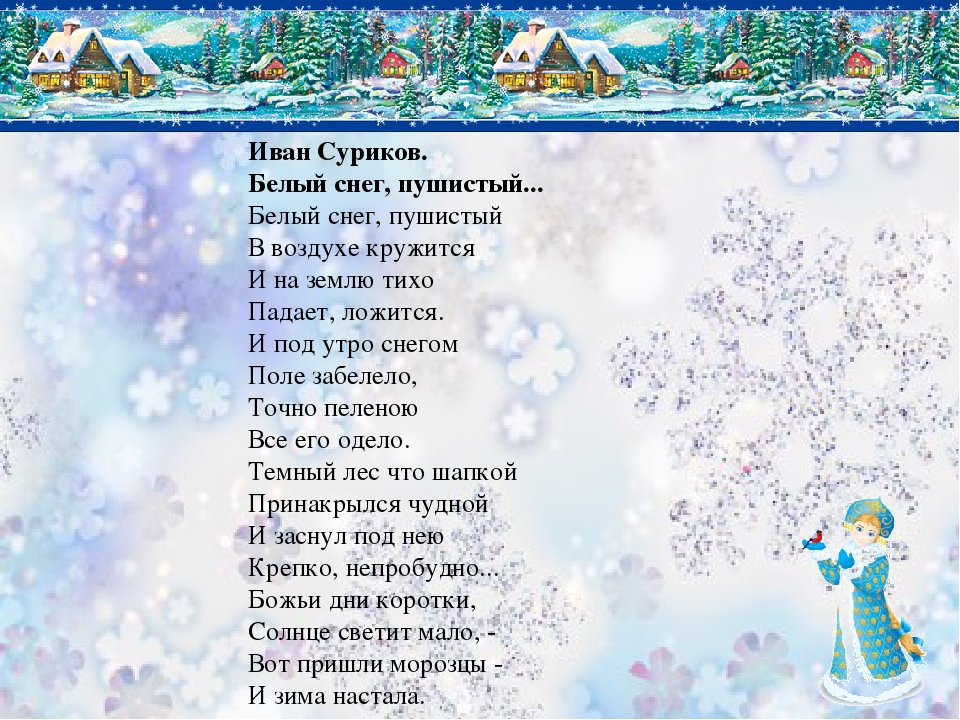 Иван Суриков.
Белый снег, пушистый...
Белый снег, пушистый
В воздухе кружится
И на землю тихо
Падает, ложится.
И под утро снегом
Поле забелело,
Точно пеленою
Все его одело.
Темный лес что шапкой
Принакрылся чудной
И заснул под нею
Крепко, непробудно...
Божьи дни коротки,
Солнце светит мало, -
Вот пришли морозцы -
И зима настала.